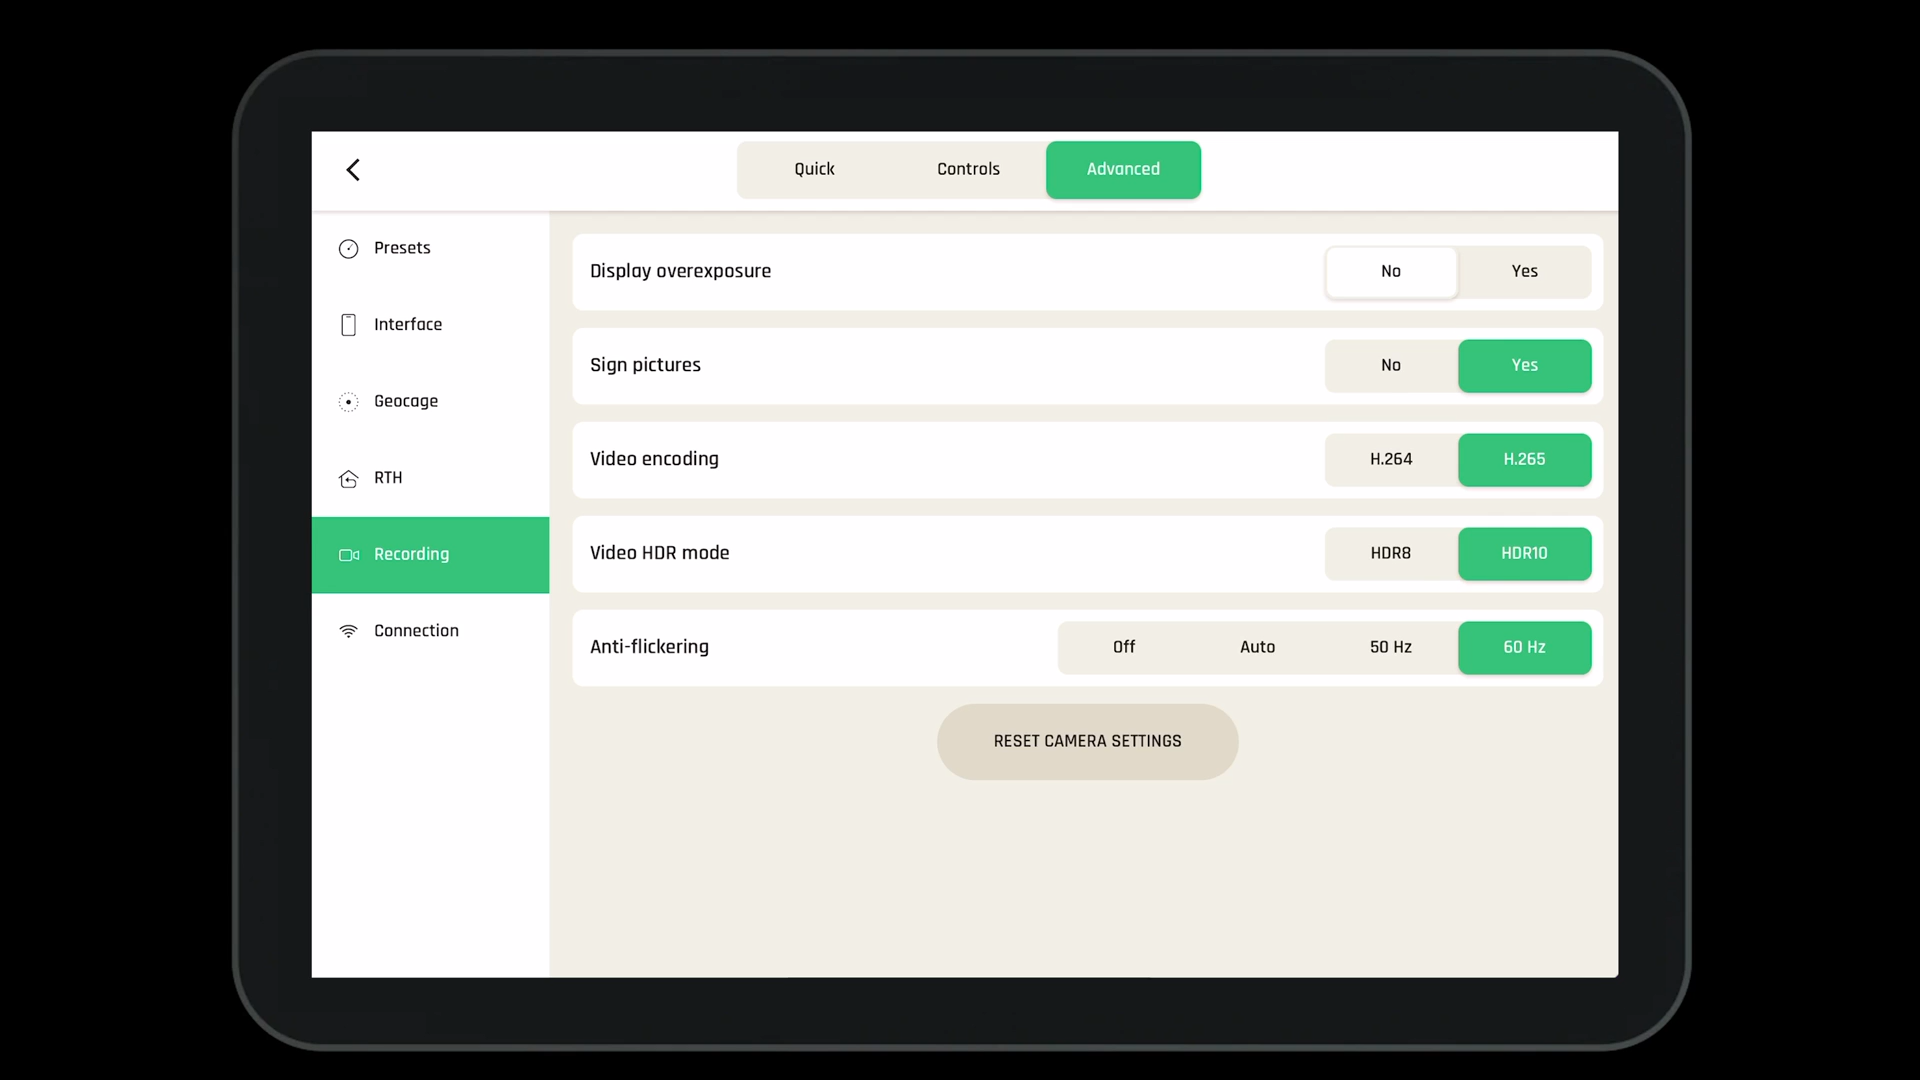 Quick Controls Advanced
Presets
Interface
Geocage
RTH
Recording
Connection
Display overexposure No Yes
Sign pictures No Yes
Video encoding H.264 H.265
Video HDR mode HDR8 HDR10
Anti-flickering Off Auto 50 Hz 60 Hz
RESET CAMERA SETTINGS